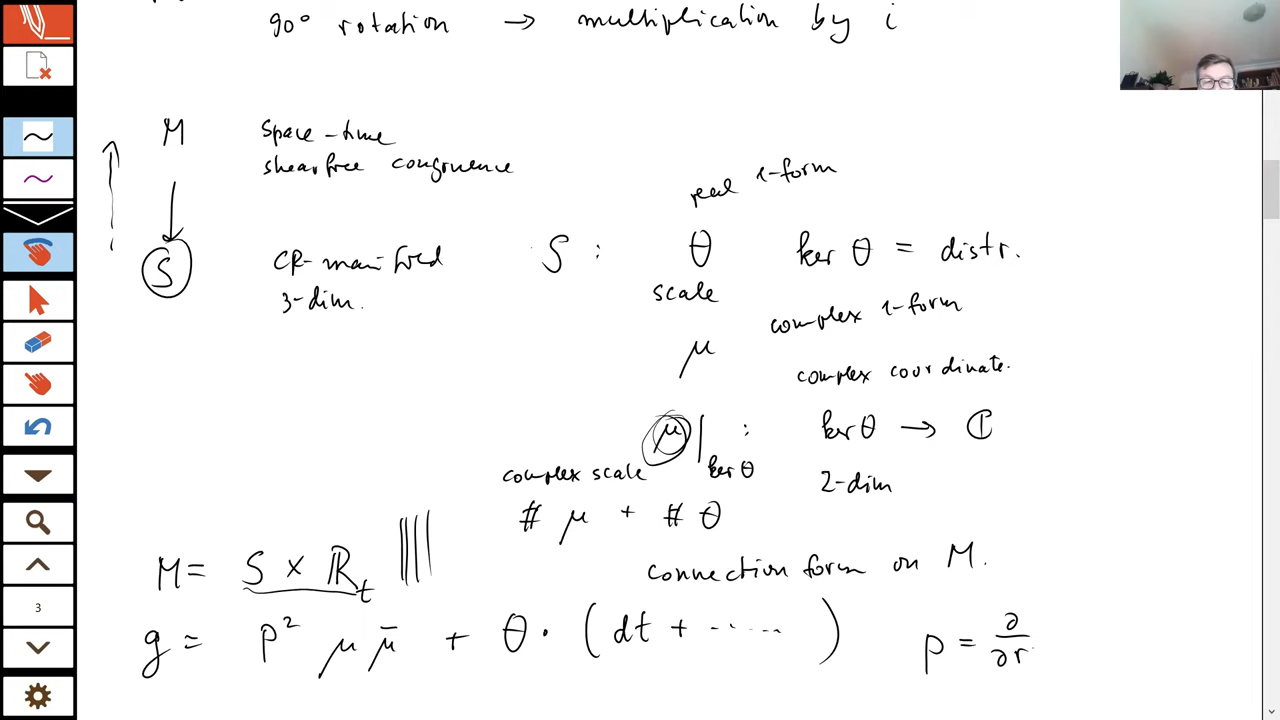 90° rotation → multiplication by i
M space-time
shearfree congruence
S CR-manifold
3-dim.
S : θ ker θ = distr.
real 1-form
scale
μ complex 1-form
complex coordinate.
μ|ker θ : ker θ → ℂ
complex scale
2-dim
# μ + # θ
M = S × ℝt
connection form on M.
g = P² μ μ̄ + θ · (dt + ......)
p = ∂/∂r
3